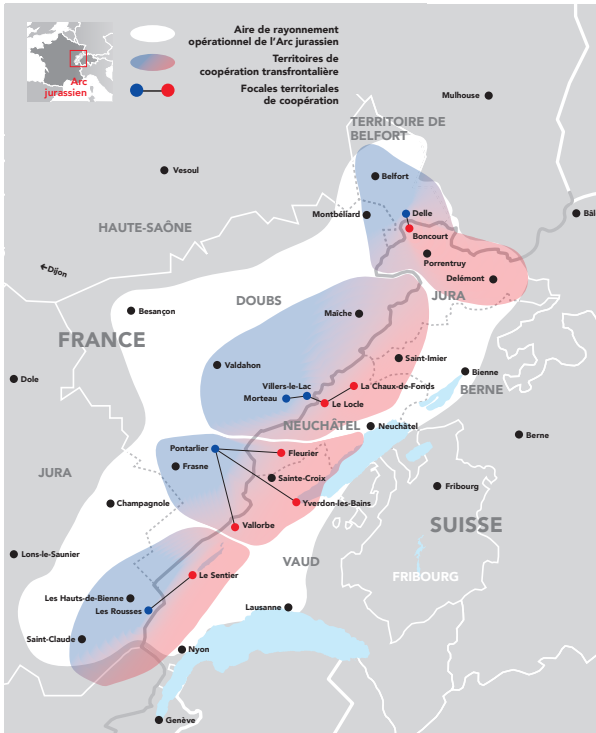 Aire de rayonnement
opérationnel de l'Arc jurassien
Territoires de
coopération transfrontalière
Focales territoriales
de coopération
Arc
jurassien
Mulhouse
TERRITOIRE DE
BELFORT
Vesoul
Belfort
Montbéliard
Delle
Bâl
HAUTE-SAÔNE
Boncourt
Porrentruy
Dijon
Delémont
JURA
DOUBS
Besançon
Maîche
FRANCE
Saint-Imier
Valdahon
Bienne
Dole
Villers-le-Lac
La Chaux-de-Fonds
BERNE
Morteau
Le Locle
NEUCHÂTEL
Neuchâtel
Berne
Pontarlier
Fleurier
Frasne
JURA
Sainte-Croix
Fribourg
Champagnole
Yverdon-les-Bains
SUISSE
Vallorbe
Lons-le-Saunier
VAUD
Le Sentier
FRIBOURG
Les Hauts-de-Bienne
Les Rousses
Lausanne
Saint-Claude
Nyon
Genève